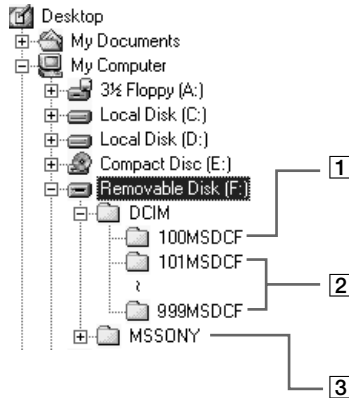 Desktop
My Documents
My Computer
3½ Floppy (A:)
Local Disk (C:)
Local Disk (D:)
Compact Disc (E:)
Removable Disk (F:)
1
DCIM
100MSDCF
101MSDCF
2
~
999MSDCF
MSSONY
3